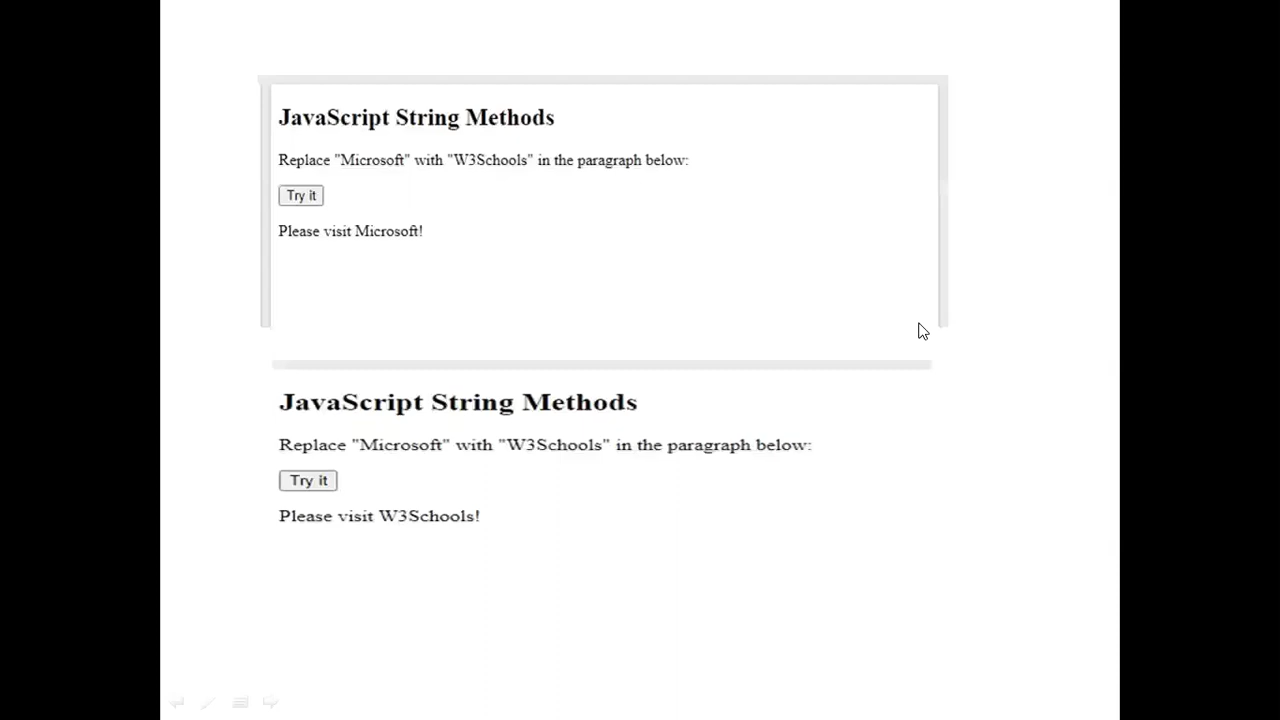 JavaScript String Methods
Replace "Microsoft" with "W3Schools" in the paragraph below:
Try it
Please visit Microsoft!
JavaScript String Methods
Replace "Microsoft" with "W3Schools" in the paragraph below:
Try it
Please visit W3Schools!